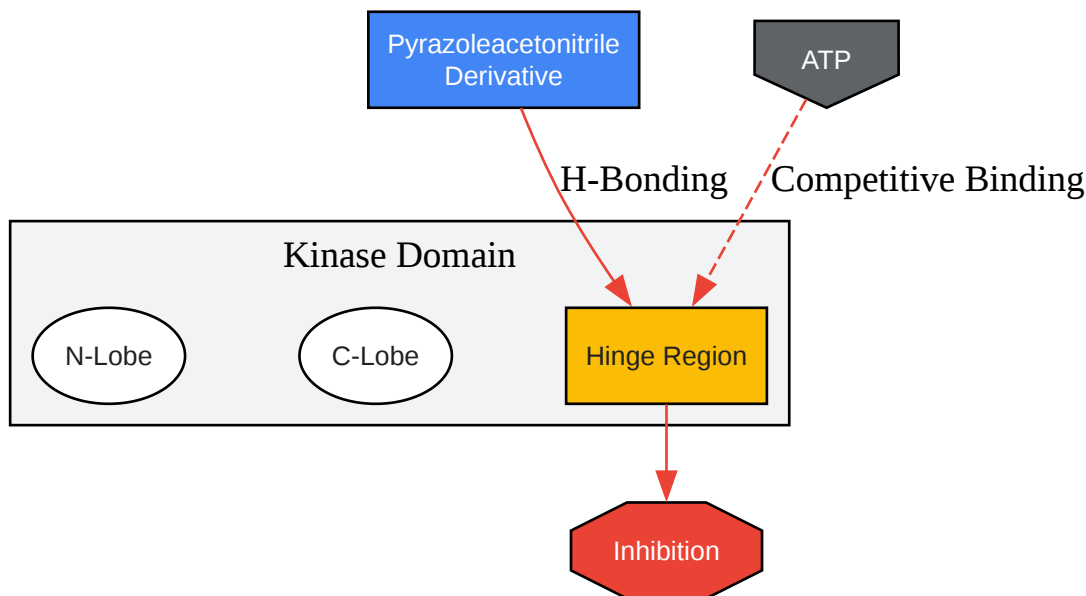 Pyrazoleacetonitrile
Derivative
ATP
H-Bonding
Competitive Binding
Kinase Domain
N-Lobe
C-Lobe
Hinge Region
Inhibition